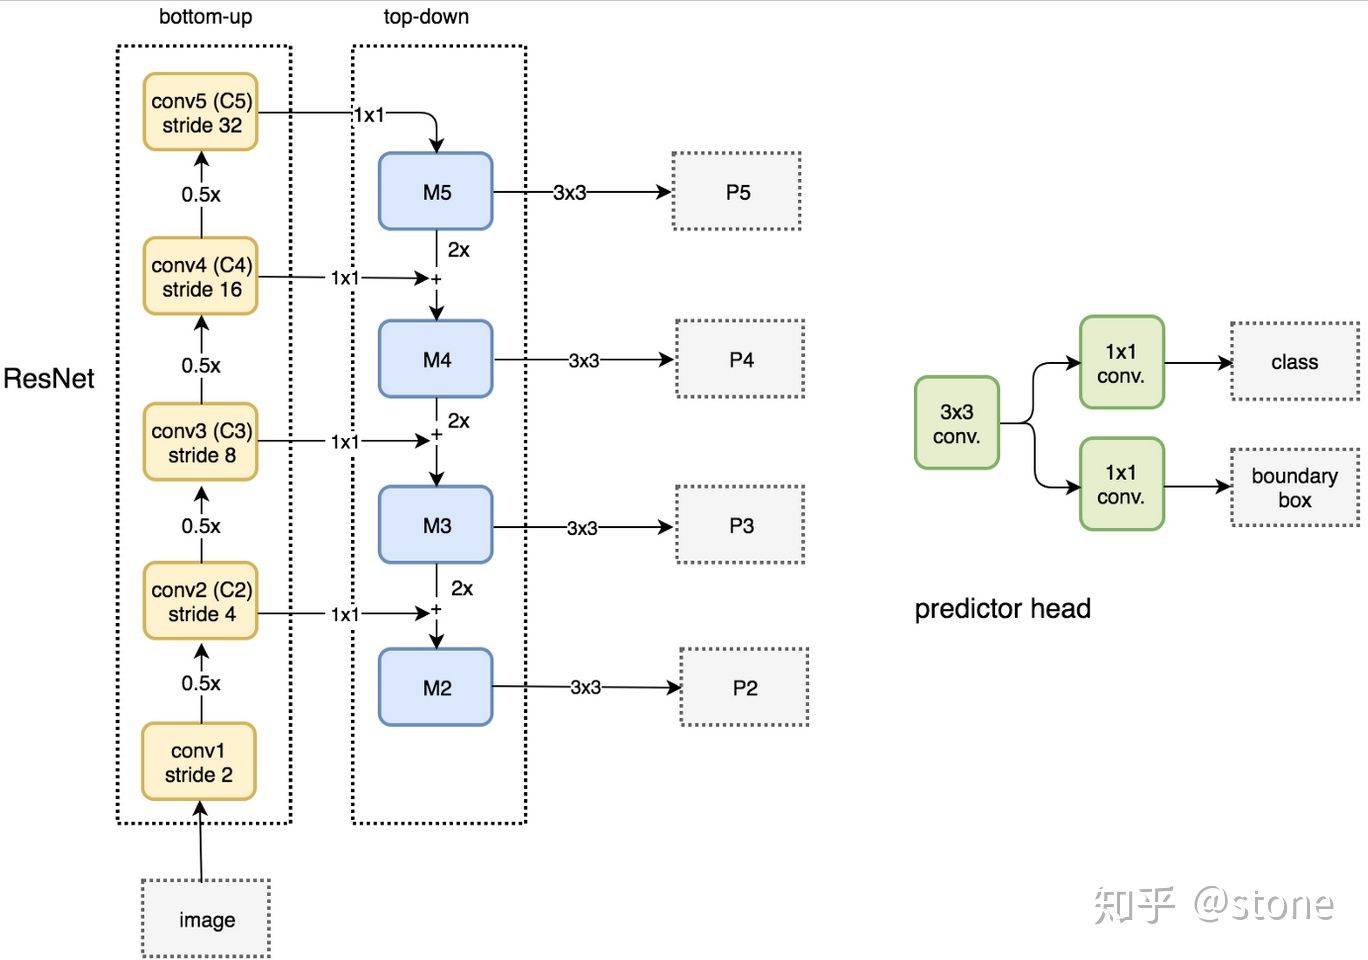 bottom-up
top-down
conv5 (C5)
stride 32
1x1
M5
3x3
P5
0.5x
2x
conv4 (C4)
stride 16
1x1
+
M4
3x3
P4
0.5x
2x
ResNet
conv3 (C3)
stride 8
1x1
+
M3
3x3
P3
0.5x
2x
conv2 (C2)
stride 4
1x1
+
M2
3x3
P2
0.5x
conv1
stride 2
image
3x3
conv.
1x1
conv.
class
1x1
conv.
boundary
box
predictor head
知乎 @stone